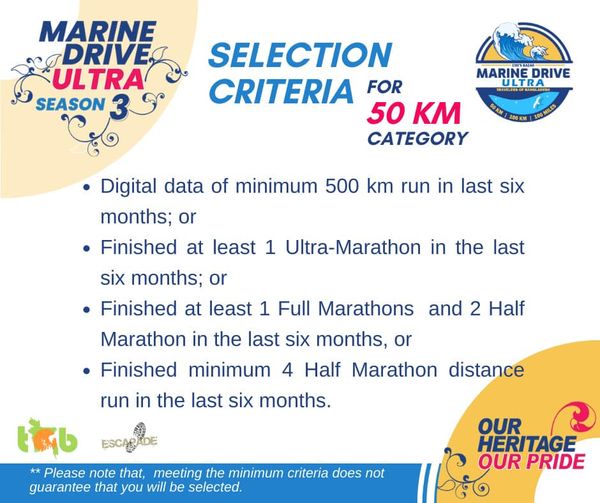 MARINE
DRIVE
ULTRA
SEASON 3
SELECTION
CRITERIA FOR
50 KM
CATEGORY
COX'S BAZAR
MARINE DRIVE
ULTRA
TRAVELERS OF BANGLADESH
50 KM | 100 KM | 100 MILES
• Digital data of minimum 500 km run in last six
months; or
• Finished at least 1 Ultra-Marathon in the last
six months; or
• Finished at least 1 Full Marathons and 2 Half
Marathon in the last six months, or
• Finished minimum 4 Half Marathon distance
run in the last six months.
tob
ESCAPADE
OUR
HERITAGE
OUR PRIDE
** Please note that, meeting the minimum criteria does not
guarantee that you will be selected.